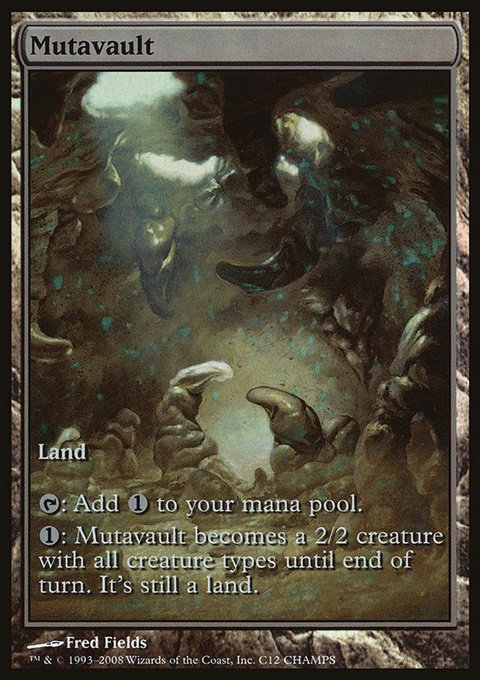 Mutavault
Land
: Add 1 to your mana pool.
1: Mutavault becomes a 2/2 creature
with all creature types until end of
turn. It's still a land.
Fred Fields
™ & © 1993–2008 Wizards of the Coast, Inc. C12 CHAMPS